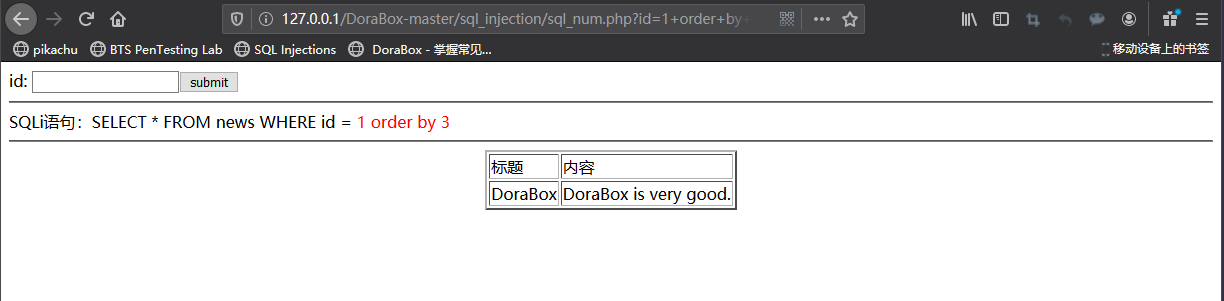 127.0.0.1/DoraBox-master/sql_injection/sql_num.php?id=1+order+by+
pikachu BTS PenTesting Lab SQL Injections DoraBox - 掌握常见... 移动设备上的书签
id: submit
SQLi语句：SELECT * FROM news WHERE id = 1 order by 3
标题 内容
DoraBox DoraBox is very good.